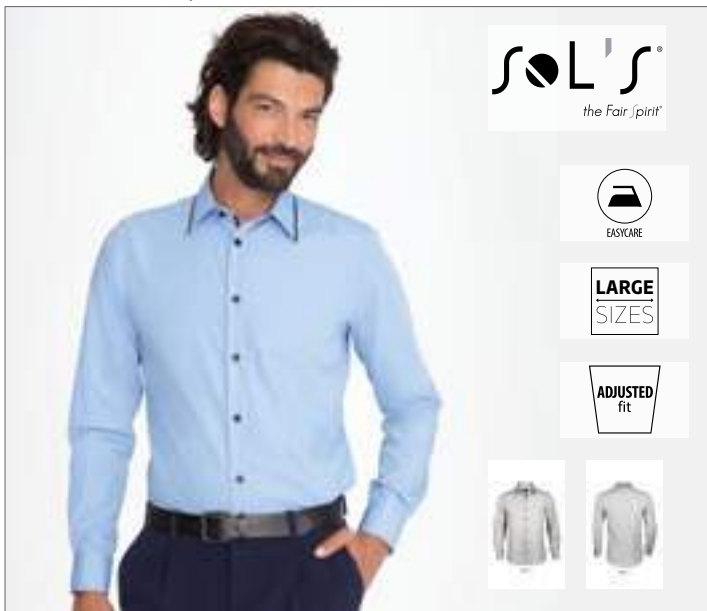 SOL'S®
the Fair Spirit®
EASYCARE
LARGE
SIZES
ADJUSTED
fit